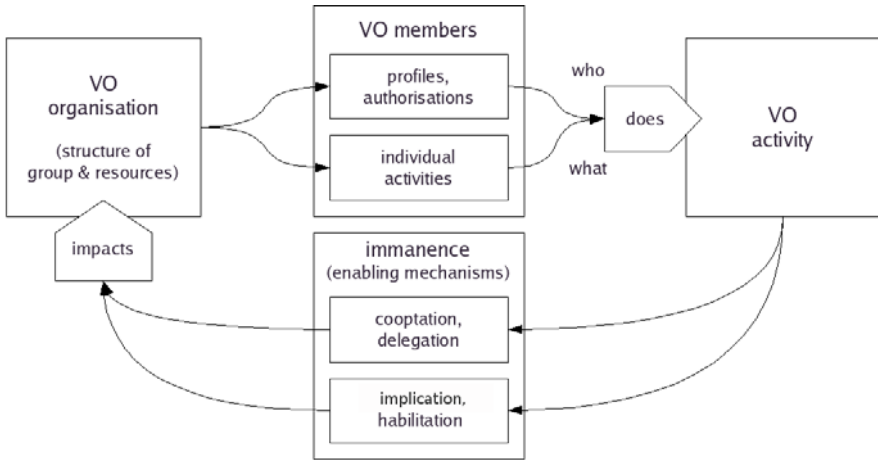 VO
organisation
(structure of
group & resources)
VO members
profiles,
authorisations
individual
activities
who
does
what
VO
activity
impacts
immanence
(enabling mechanisms)
cooptation,
delegation
implication,
habilitation